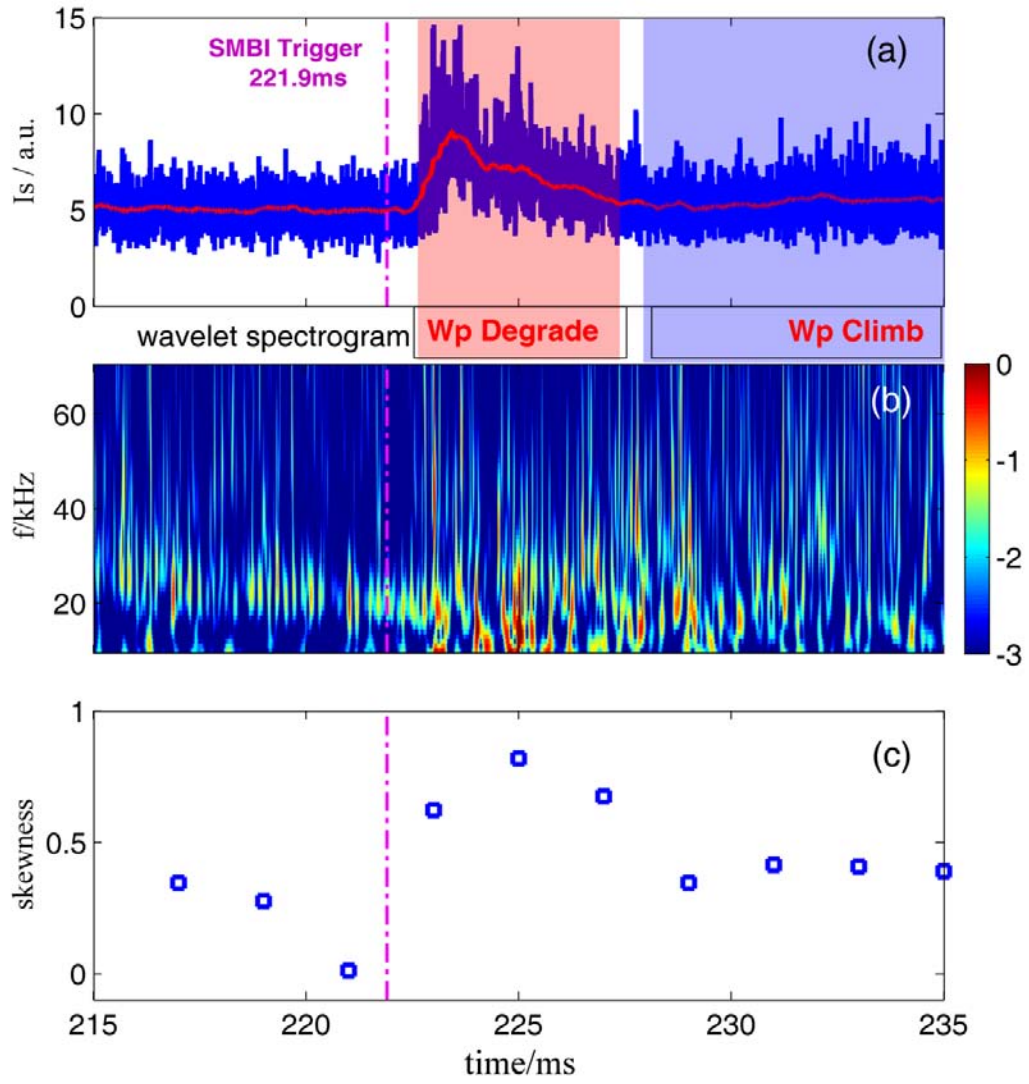 15
10
5
0
Is / a.u.
SMBI Trigger
221.9ms
(a)
wavelet spectrogram
Wp Degrade
Wp Climb
60
40
20
f/kHz
(b)
0
-1
-2
-3
1
0.5
0
skewness
(c)
215
220
225
230
235
time/ms